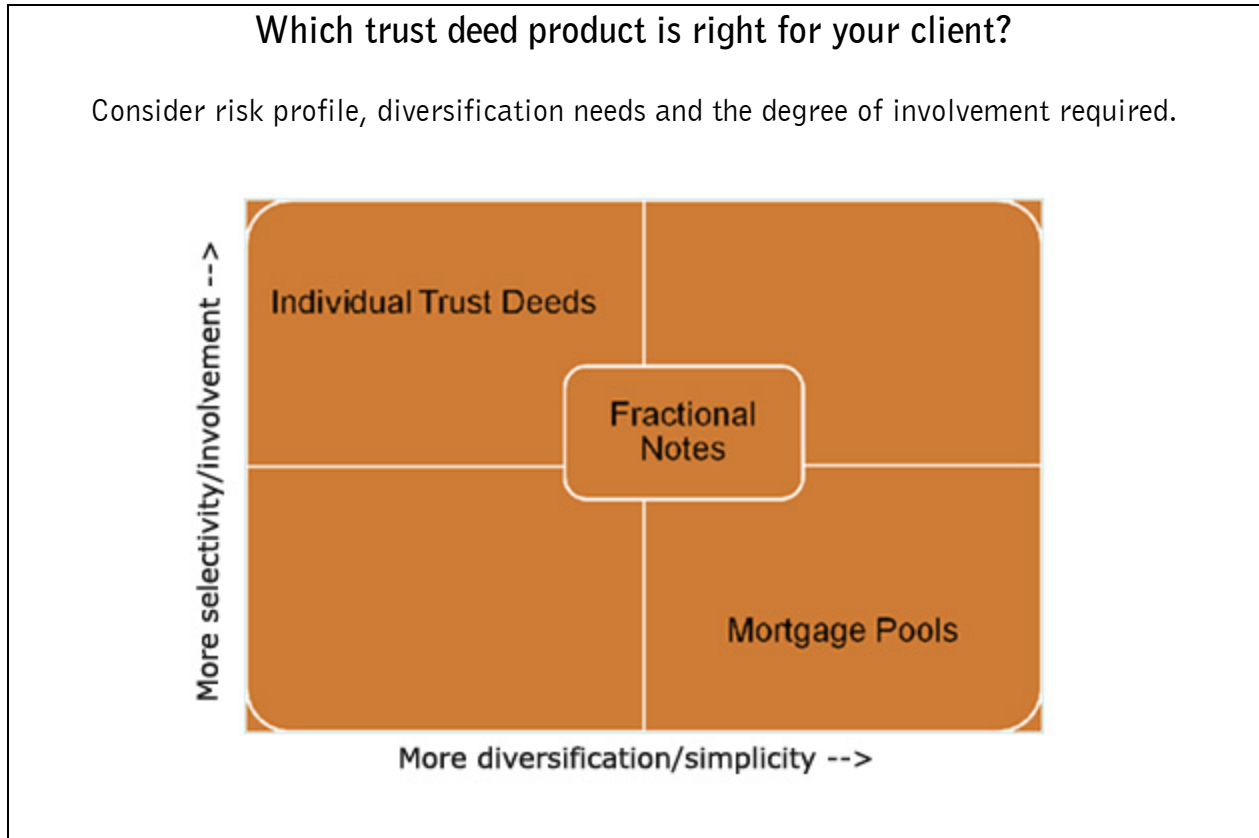 Which trust deed product is right for your client?
Consider risk profile, diversification needs and the degree of involvement required.
More selectivity/involvement -->
Individual Trust Deeds
Fractional
Notes
Mortgage Pools
More diversification/simplicity -->